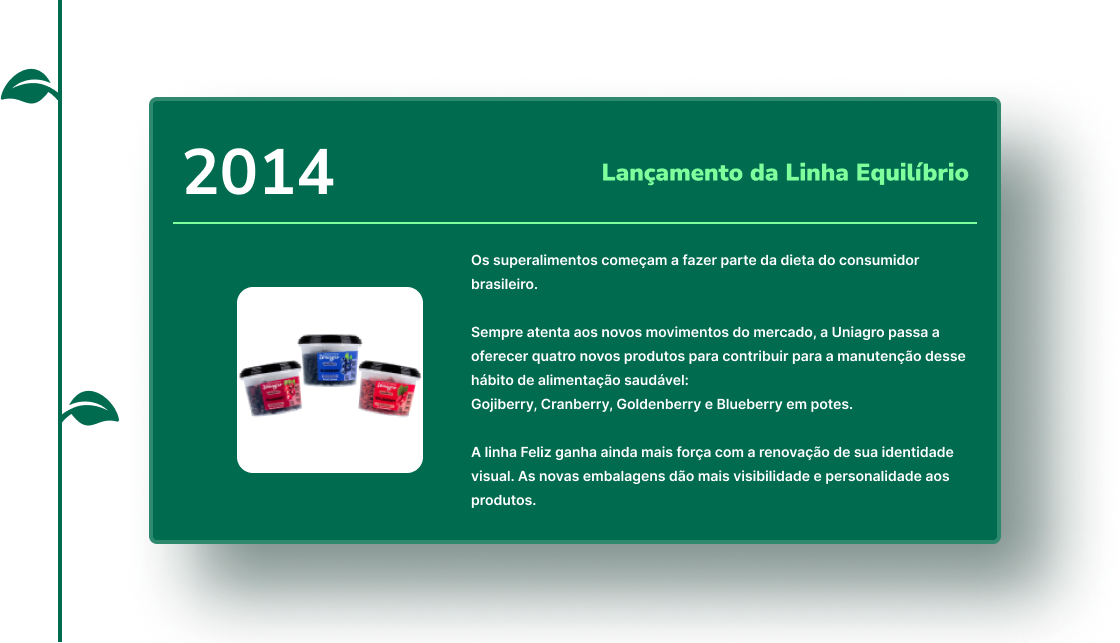 2014
Lançamento da Linha Equilíbrio
Os superalimentos começam a fazer parte da dieta do consumidor
brasileiro.
Sempre atenta aos novos movimentos do mercado, a Uniagro passa a
oferecer quatro novos produtos para contribuir para a manutenção desse
hábito de alimentação saudável:
Gojiberry, Cranberry, Goldenberry e Blueberry em potes.
A linha Feliz ganha ainda mais força com a renovação de sua identidade
visual. As novas embalagens dão mais visibilidade e personalidade aos
produtos.